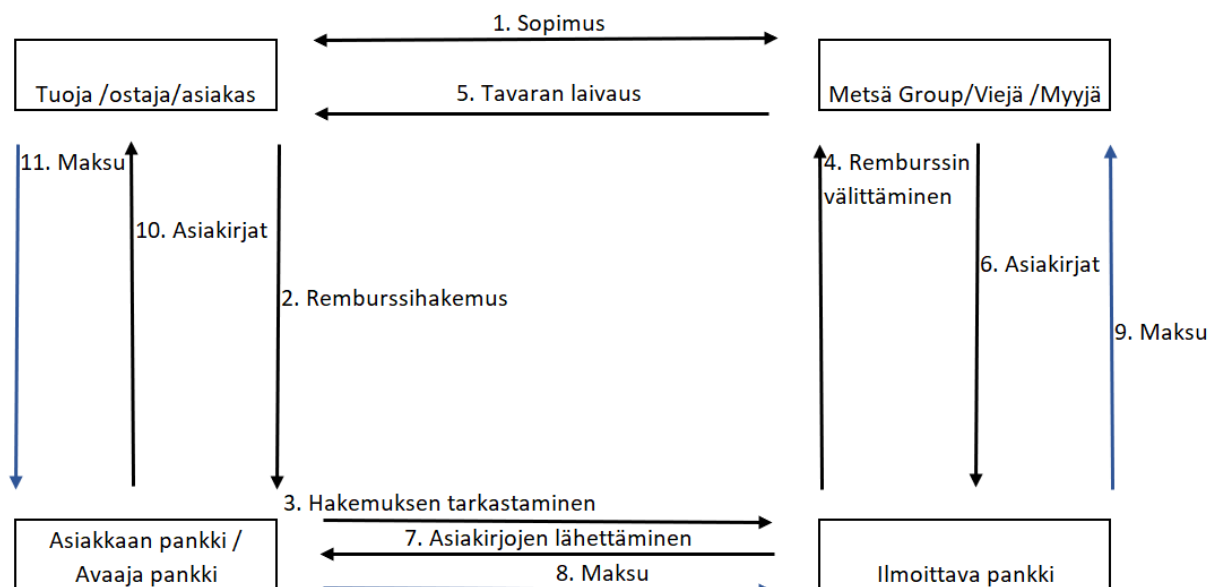 1. Sopimus
Tuoja /ostaja/asiakas
5. Tavaran laivaus
Metsä Group/Viejä /Myyjä
11. Maksu
4. Remburssin
välittäminen
10. Asiakirjat
6. Asiakirjat
2. Remburssihakemus
9. Maksu
3. Hakemuksen tarkastaminen
7. Asiakirjojen lähettäminen
Asiakkaan pankki /
Avaaja pankki
8. Maksu
Ilmoittava pankki